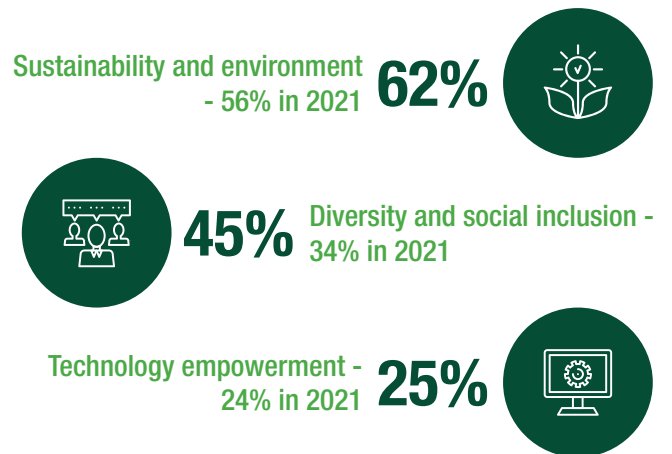 Sustainability and environment
- 56% in 2021
62%
45%
Diversity and social inclusion -
34% in 2021
Technology empowerment -
24% in 2021
25%